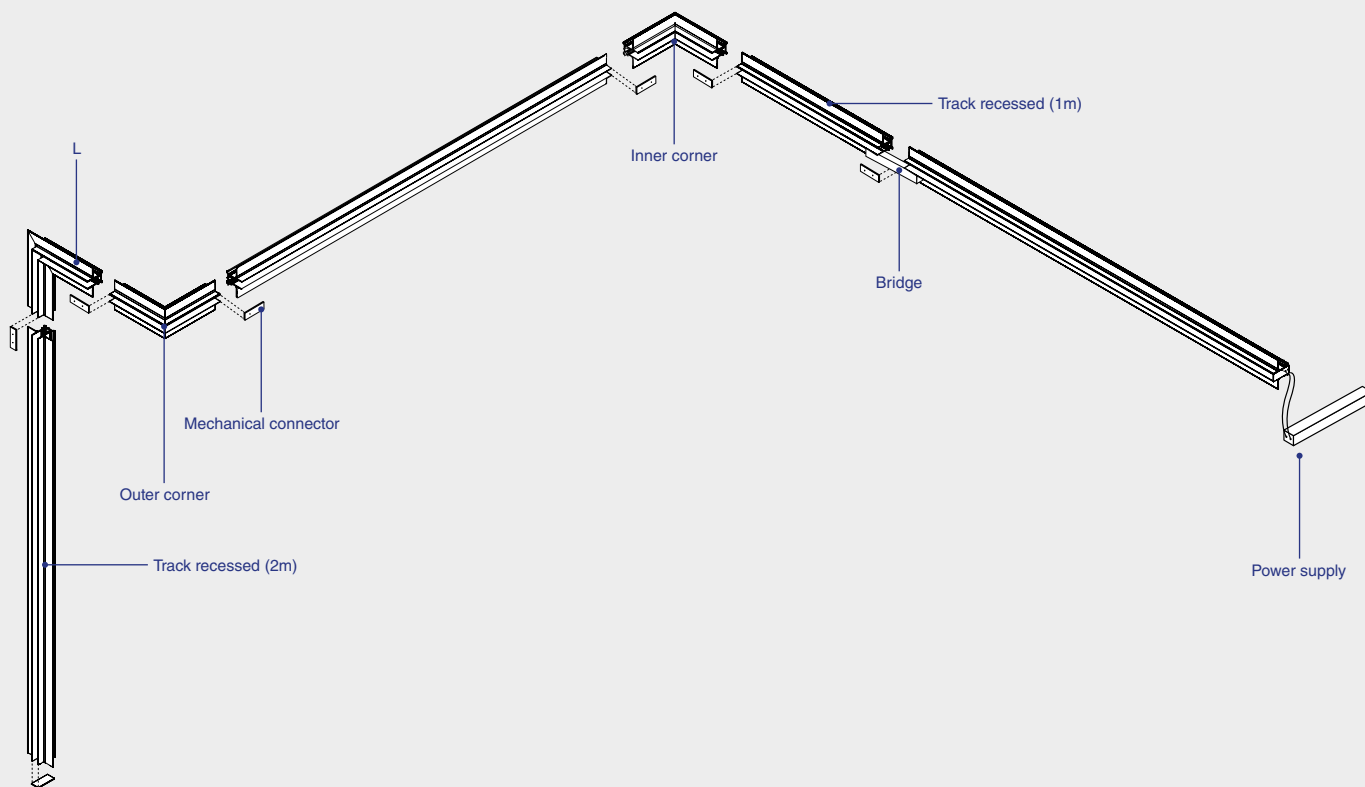 Track recessed (1m)
L
Inner corner
Bridge
Mechanical connector
Outer corner
Track recessed (2m)
Power supply